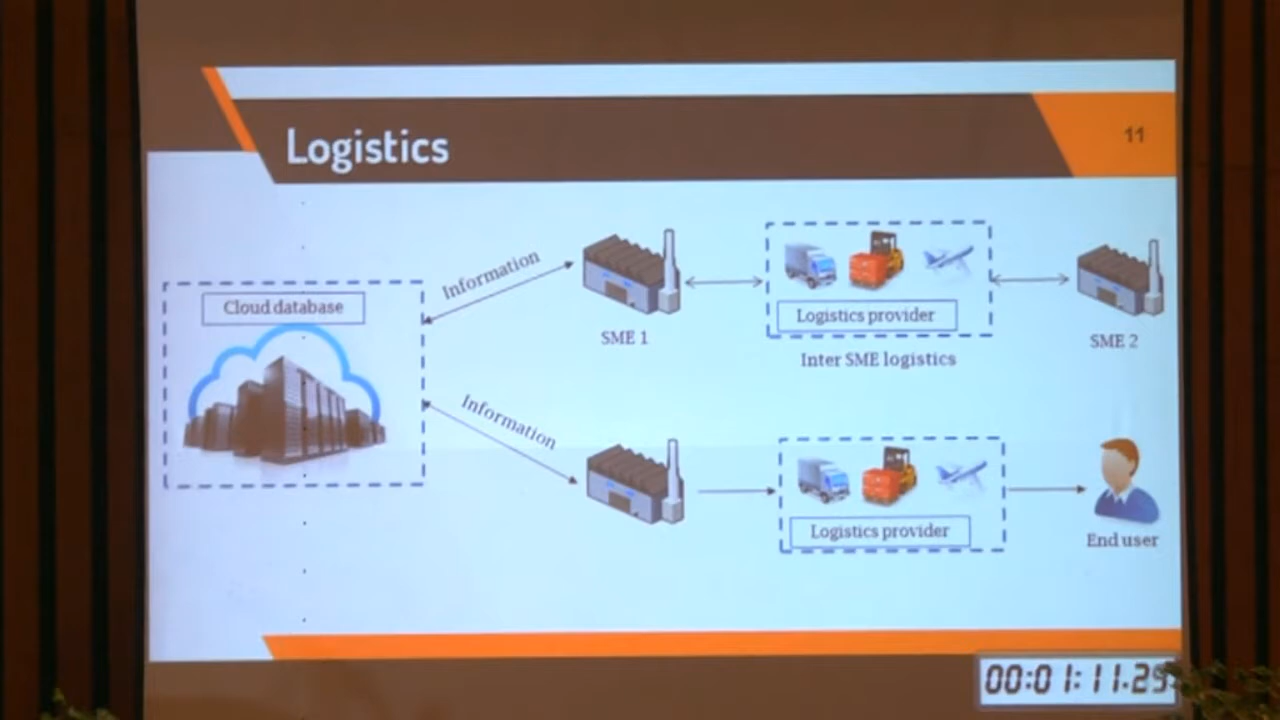 Logistics
11
Cloud database
Information
SME 1
Logistics provider
Inter SME logistics
SME 2
Information
Logistics provider
End user
00:01:11.29